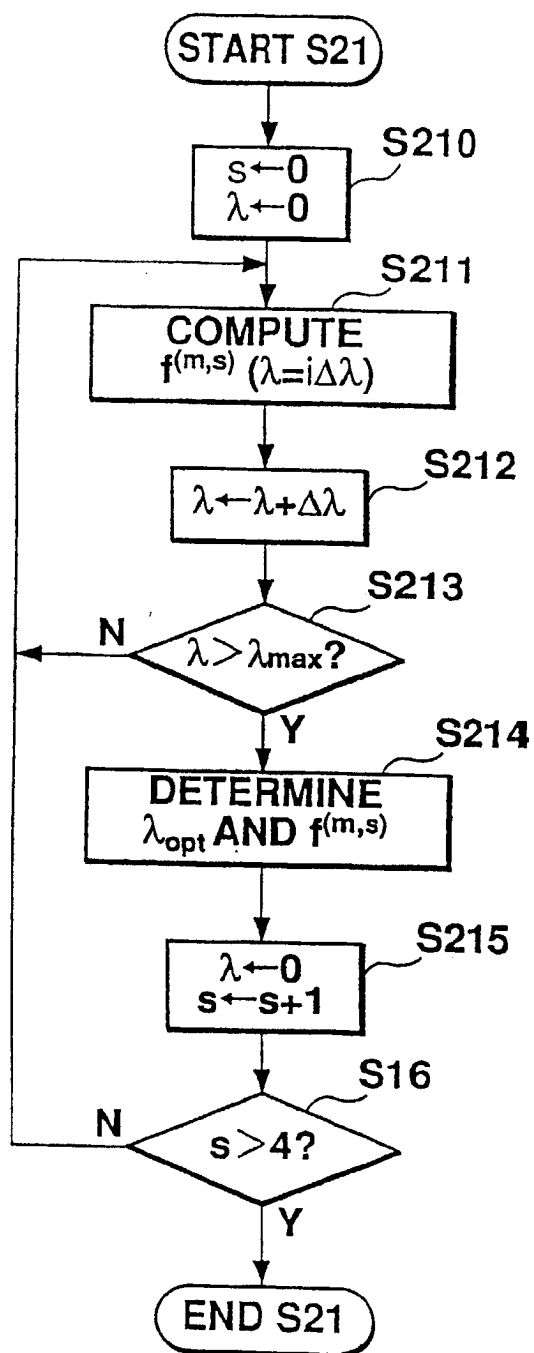 START S21
S210
s←0
λ←0
S211
COMPUTE
f(m,s) (λ=iΔλ)
S212
λ←λ+Δλ
S213
N
λ>λmax?
Y
S214
DETERMINE
λopt AND f(m,s)
S215
λ←0
s←s+1
S16
N
s>4?
Y
END S21